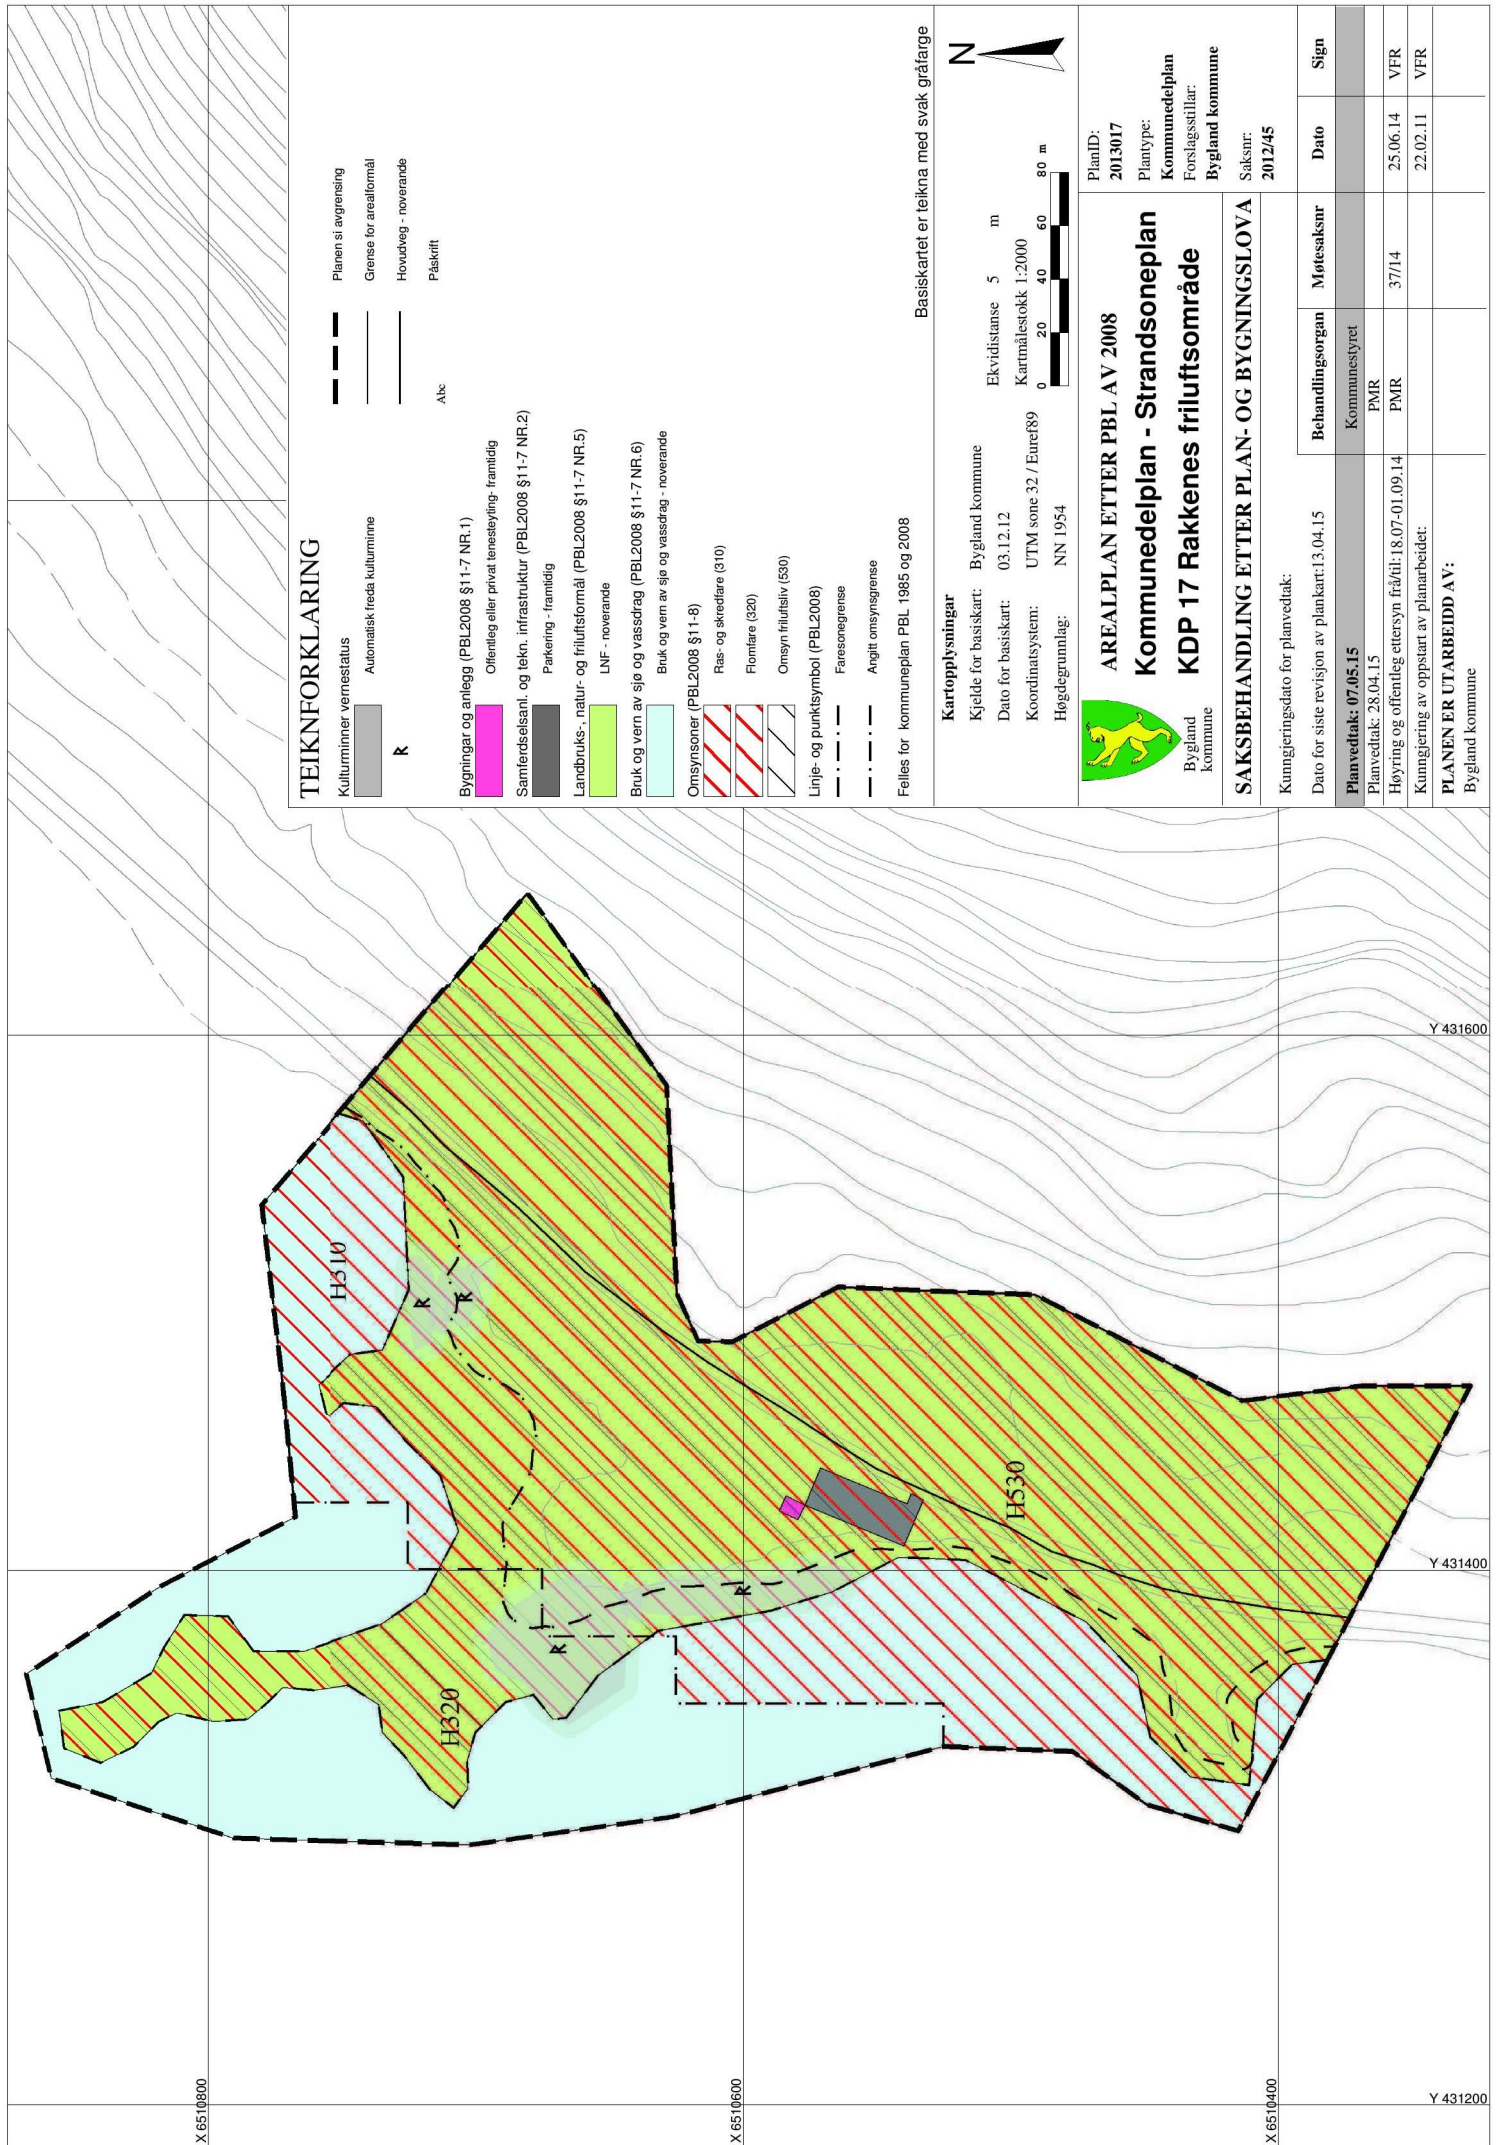 TEIKNFORKLARING
Kulturminner vernestatus
Automatisk freda kulturminne
R
Bygningar og anlegg (PBL2008 §11-7 NR.1)
Offentleg eller privat tenesteyting- framtidig
Samferdselsanl. og tekn. infrastruktur (PBL2008 §11-7 NR.2)
Parkering - framtidig
Landbruks-, natur- og friluftsformål (PBL2008 §11-7 NR.5)
LNF - noverande
Bruk og vern av sjø og vassdrag (PBL2008 §11-7 NR.6)
Bruk og vern av sjø og vassdrag - noverande
Omsynsoner (PBL2008 §11-8)
Ras- og skredfare (310)
Flomfare (320)
Omsyn friluftsliv (530)
Linje- og punktsymbol (PBL2008)
Faresonegrense
Angitt omsynsgrense
Felles for kommuneplan PBL 1985 og 2008
Planen si avgrensing
Grense for arealformål
Hovudveg - noverande
Abc Påskrift
Basiskartet er teikna med svak gråfarge
Kartopplysningar
Kjelde for basiskart: Bygland kommune
Dato for basiskart: 03.12.12
Koordinatsystem: UTM sone 32 / Euref89
Høgdegrunnlag: NN 1954
Ekvidistanse 5 m
Kartmålestokk 1:2000
0 20 40 60 80 m
N
Bygland
kommune
AREALPLAN ETTER PBL AV 2008
Kommunedelplan - Strandsoneplan
KDP 17 Rakkenes friluftsområde
PlanID:
2013017
Plantype:
Kommunedelplan
Forslagsstillar:
Bygland kommune
SAKSBEHANDLING ETTER PLAN- OG BYGNINGSLOVA
Saksnr:
2012/45
Kunngjeringsdato for planvedtak:
Dato for siste revisjon av plankart:13.04.15 Behandlingsorgan Møtesaksnr Dato Sign
Planvedtak: 07.05.15 Kommunestyret
Planvedtak: 28.04.15 PMR
Høyring og offentleg ettersyn frå/til:18.07-01.09.14 PMR 37/14 25.06.14 VFR
Kunngjering av oppstart av planarbeidet: 22.02.11 VFR
PLANEN ER UTARBEIDD AV:
Bygland kommune
H310
R
R
H320
R
R
H530
X 6510800
X 6510600
X 6510400
Y 431600
Y 431400
Y 431200